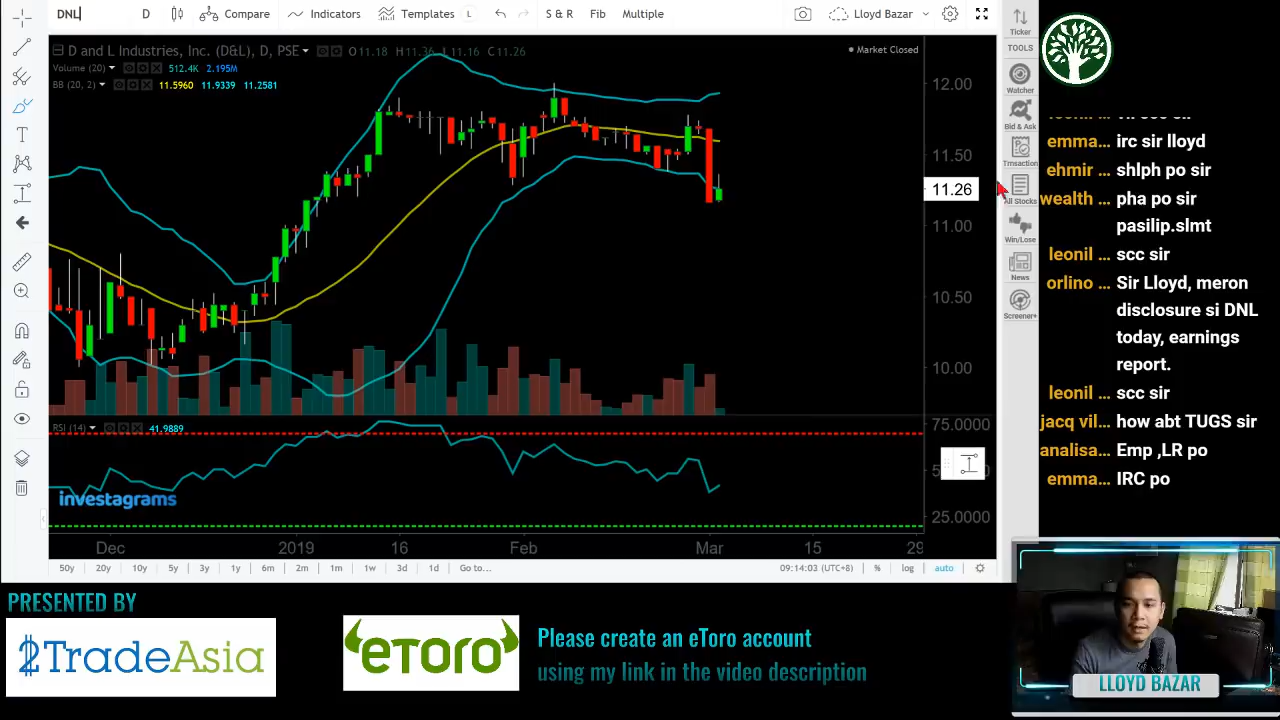 DNL
D
Compare
Indicators
Templates
L
S & R
Fib
Multiple
Lloyd Bazar
D and L Industries, Inc. (D&L), D, PSE
O11.18 H11.36 L11.16 C11.26
Market Closed
Volume (20)
512.4K 2.195M
BB (20, 2)
11.5960 11.9339 11.2581
12.00
11.50
11.26
11.00
10.50
10.00
RSI (14)
41.9889
75.0000
25.0000
investagrams
Dec
2019
16
Feb
Mar
15
29
50y
20y
10y
5y
3y
1y
6m
2m
1m
1w
3d
1d
Go to...
09:14:03 (UTC+8)
%
log
auto
Ticker
TOOLS
Watcher
Bid & Ask
Trnsaction
All Stocks
Win/Lose
News
Screener+
emma... irc sir lloyd
ehmir shlph po sir
wealth ... pha po sir
pasilip.slmt
leonil ... scc sir
orlino ... Sir Lloyd, meron
disclosure si DNL
today, earnings
report.
leonil ... scc sir
jacq vil... how abt TUGS sir
analisa... Emp ,LR po
emma... IRC po
PRESENTED BY
2TradeAsia
eToro
Please create an eToro account
using my link in the video description
LLOYD BAZAR